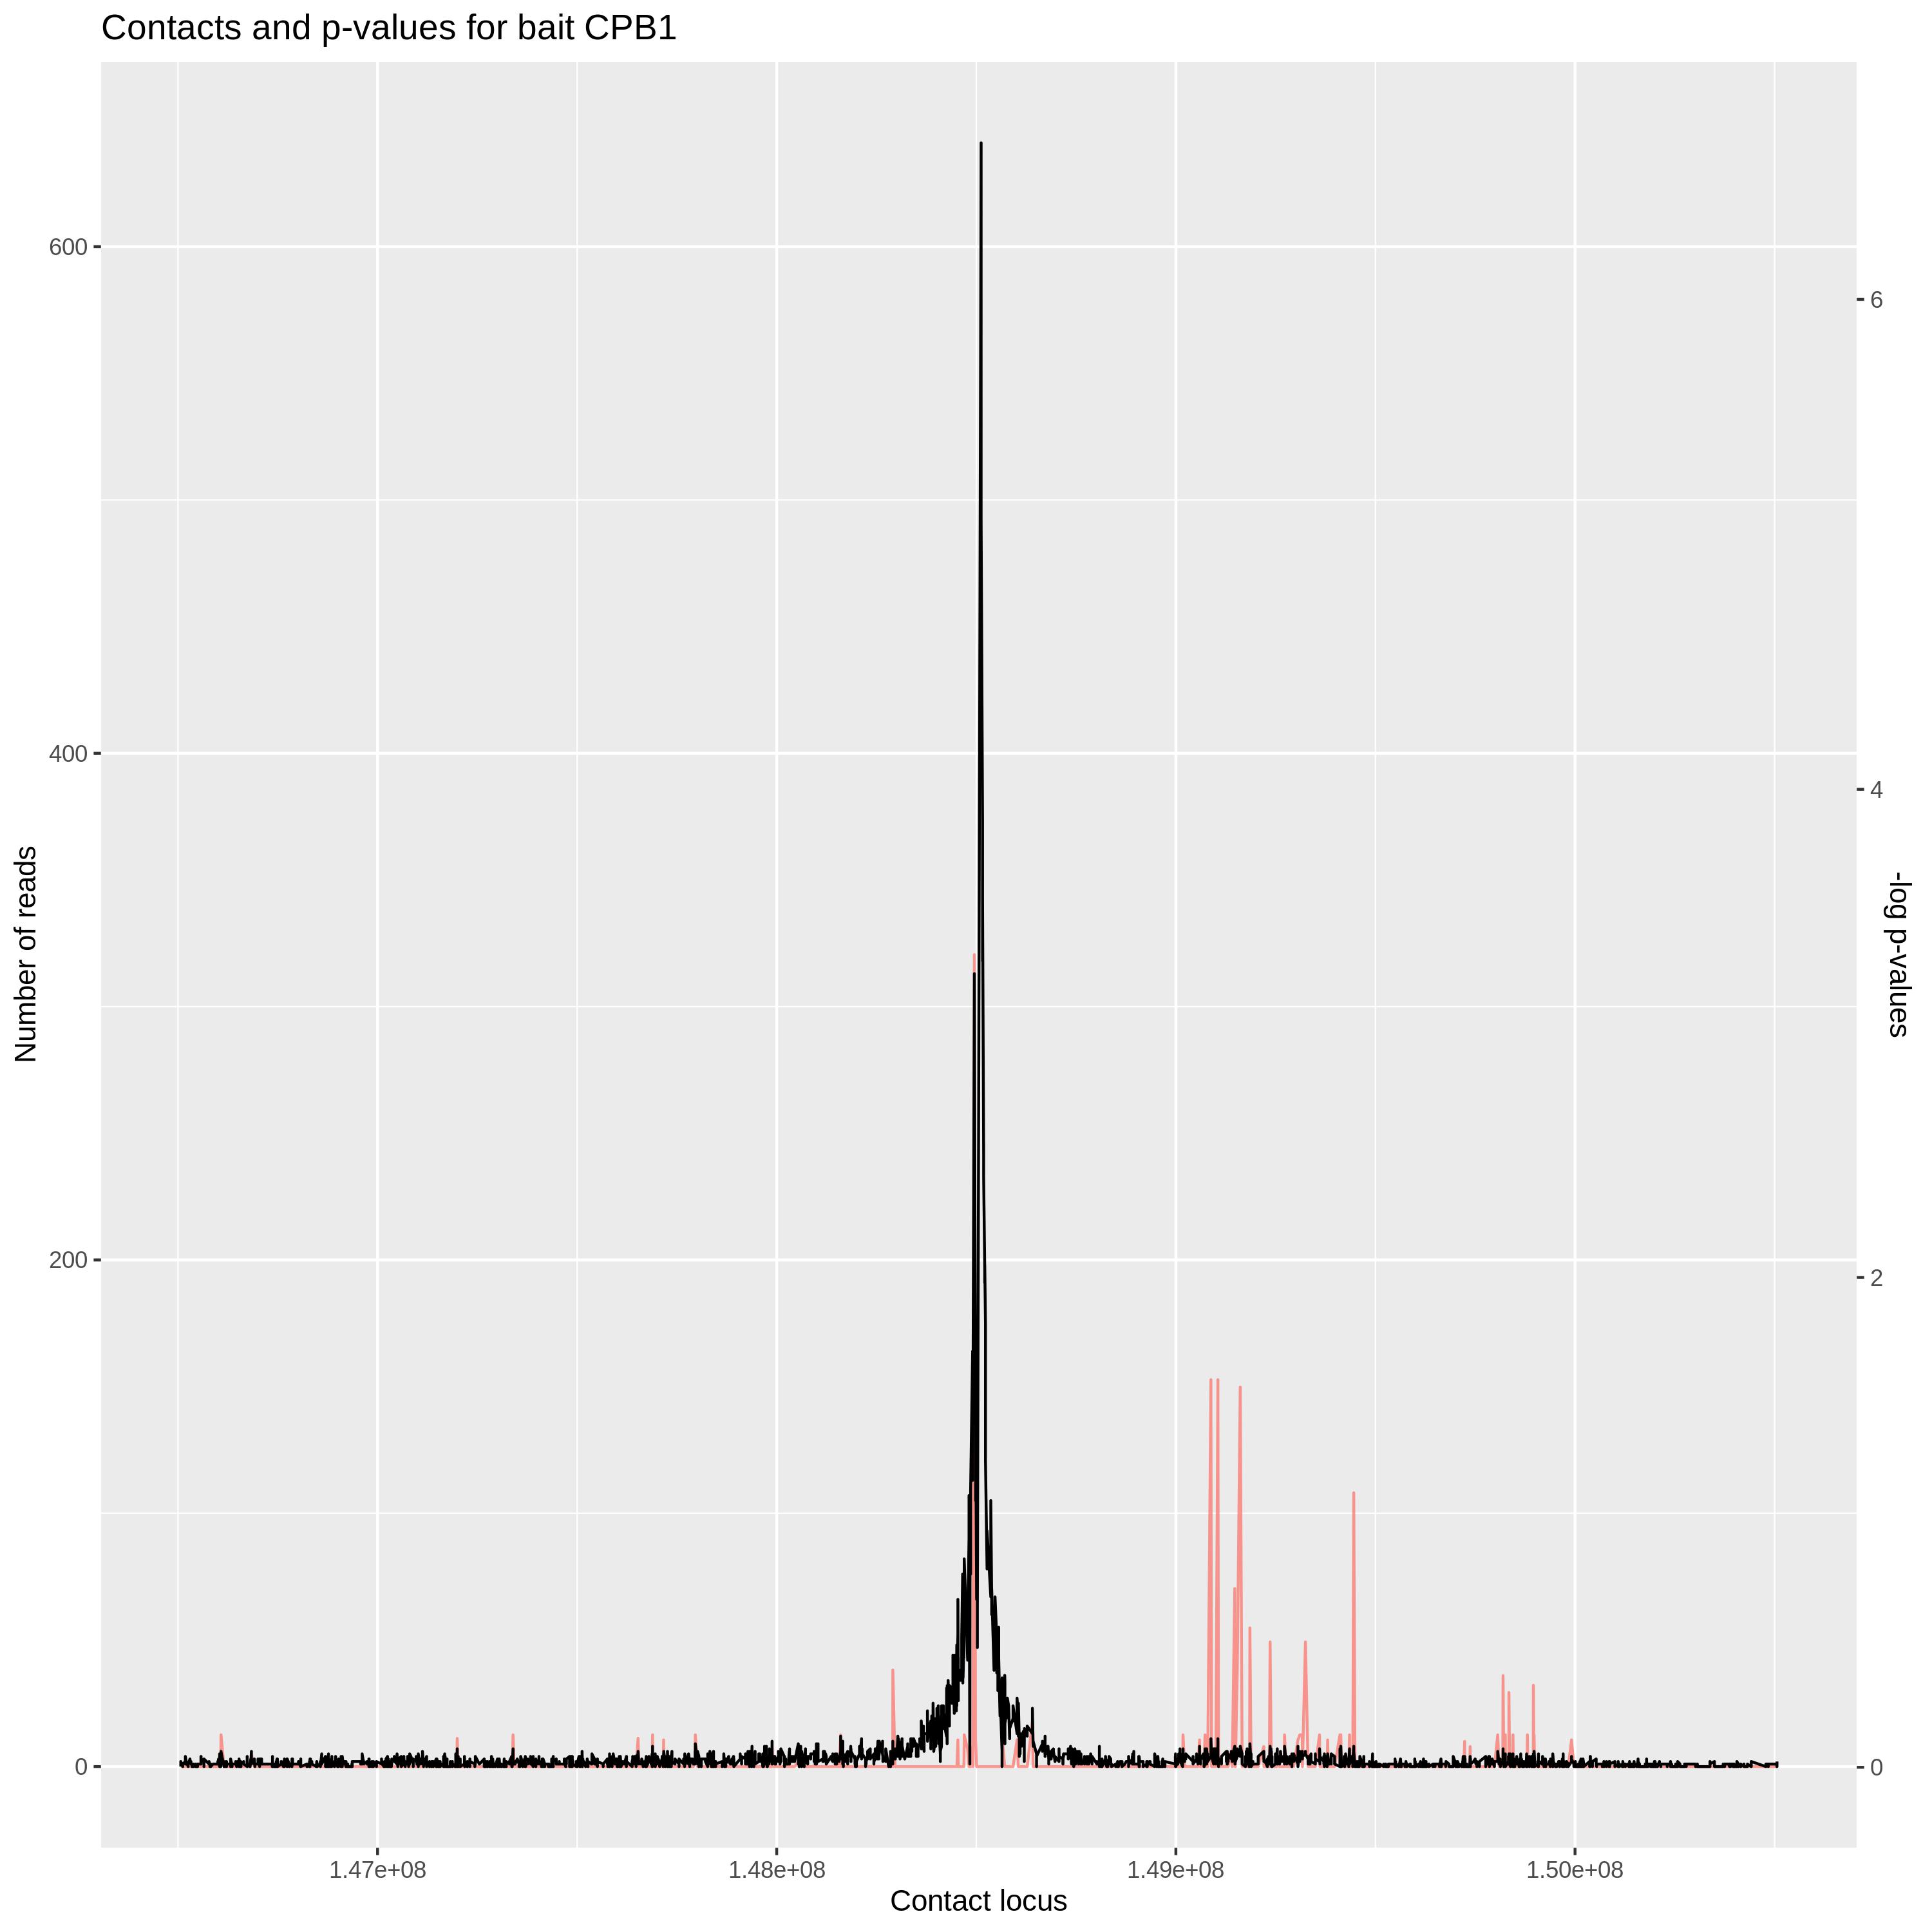 Contacts and p-values for bait CPB1
600
400
200
0
6
4
2
0
Number of reads
-log p-values
1.47e+08 1.48e+08 1.49e+08 1.50e+08
Contact locus